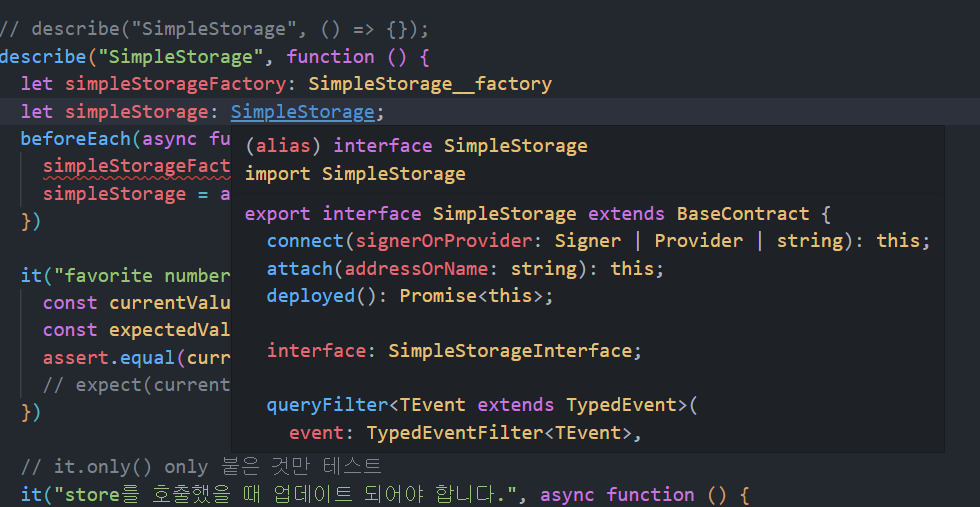 // describe("SimpleStorage", () => {});
describe("SimpleStorage", function () {
let simpleStorageFactory: SimpleStorage__factory
let simpleStorage: SimpleStorage;
beforeEach(async fu
(alias) interface SimpleStorage
simpleStorageFact
import SimpleStorage
simpleStorage = a
export interface SimpleStorage extends BaseContract {
})
connect(signerOrProvider: Signer | Provider | string): this;
it("favorite number
attach(addressOrName: string): this;
const currentValu
deployed(): Promise<this>;
const expectedVal
interface: SimpleStorageInterface;
assert.equal(curr
// expect(current
queryFilter<TEvent extends TypedEvent>(
})
event: TypedEventFilter<TEvent>,
// it.only() only 붙은 것만 테스트
it("store를 호출했을 때 업데이트 되어야 합니다.", async function () {